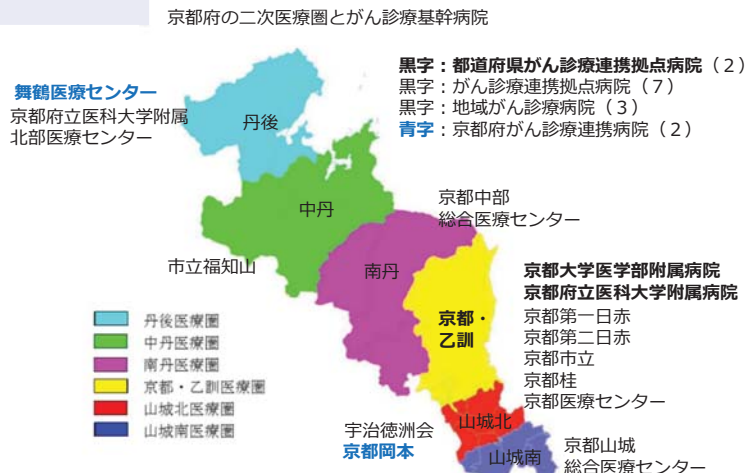 京都府の二次医療圏とがん診療基幹病院
黒字：都道府県がん診療連携拠点病院（2）
黒字：がん診療連携拠点病院（7）
黒字：地域がん診療病院（3）
青字：京都府がん診療連携病院（2）
舞鶴医療センター
京都府立医科大学附属
北部医療センター
丹後
中丹
京都中部
総合医療センター
市立福知山
南丹
京都・
乙訓
京都大学医学部附属病院
京都府立医科大学附属病院
京都第一日赤
京都第二日赤
京都市立
京都桂
京都医療センター
丹後医療圏
中丹医療圏
南丹医療圏
京都・乙訓医療圏
山城北医療圏
山城南医療圏
宇治徳洲会
京都岡本
山城北
山城南
京都山城
総合医療センター